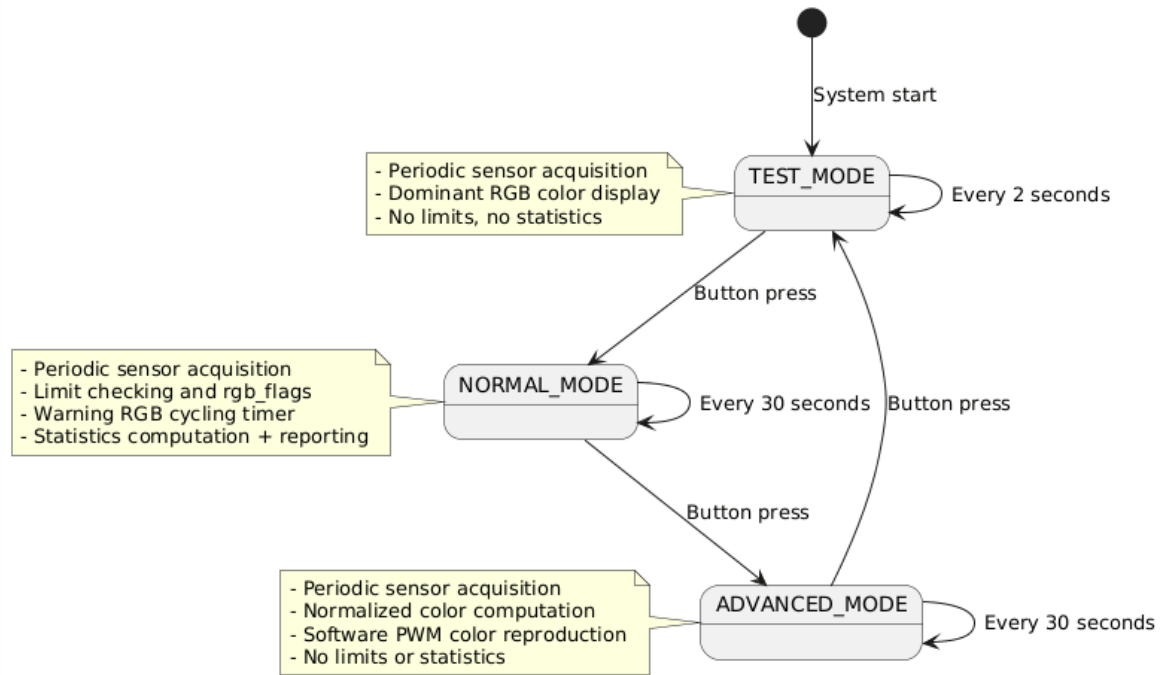 System start
- Periodic sensor acquisition
- Dominant RGB color display
- No limits, no statistics
TEST_MODE
Every 2 seconds
Button press
- Periodic sensor acquisition
- Limit checking and rgb_flags
- Warning RGB cycling timer
- Statistics computation + reporting
NORMAL_MODE
Every 30 seconds
Button press
Button press
- Periodic sensor acquisition
- Normalized color computation
- Software PWM color reproduction
- No limits or statistics
ADVANCED_MODE
Every 30 seconds